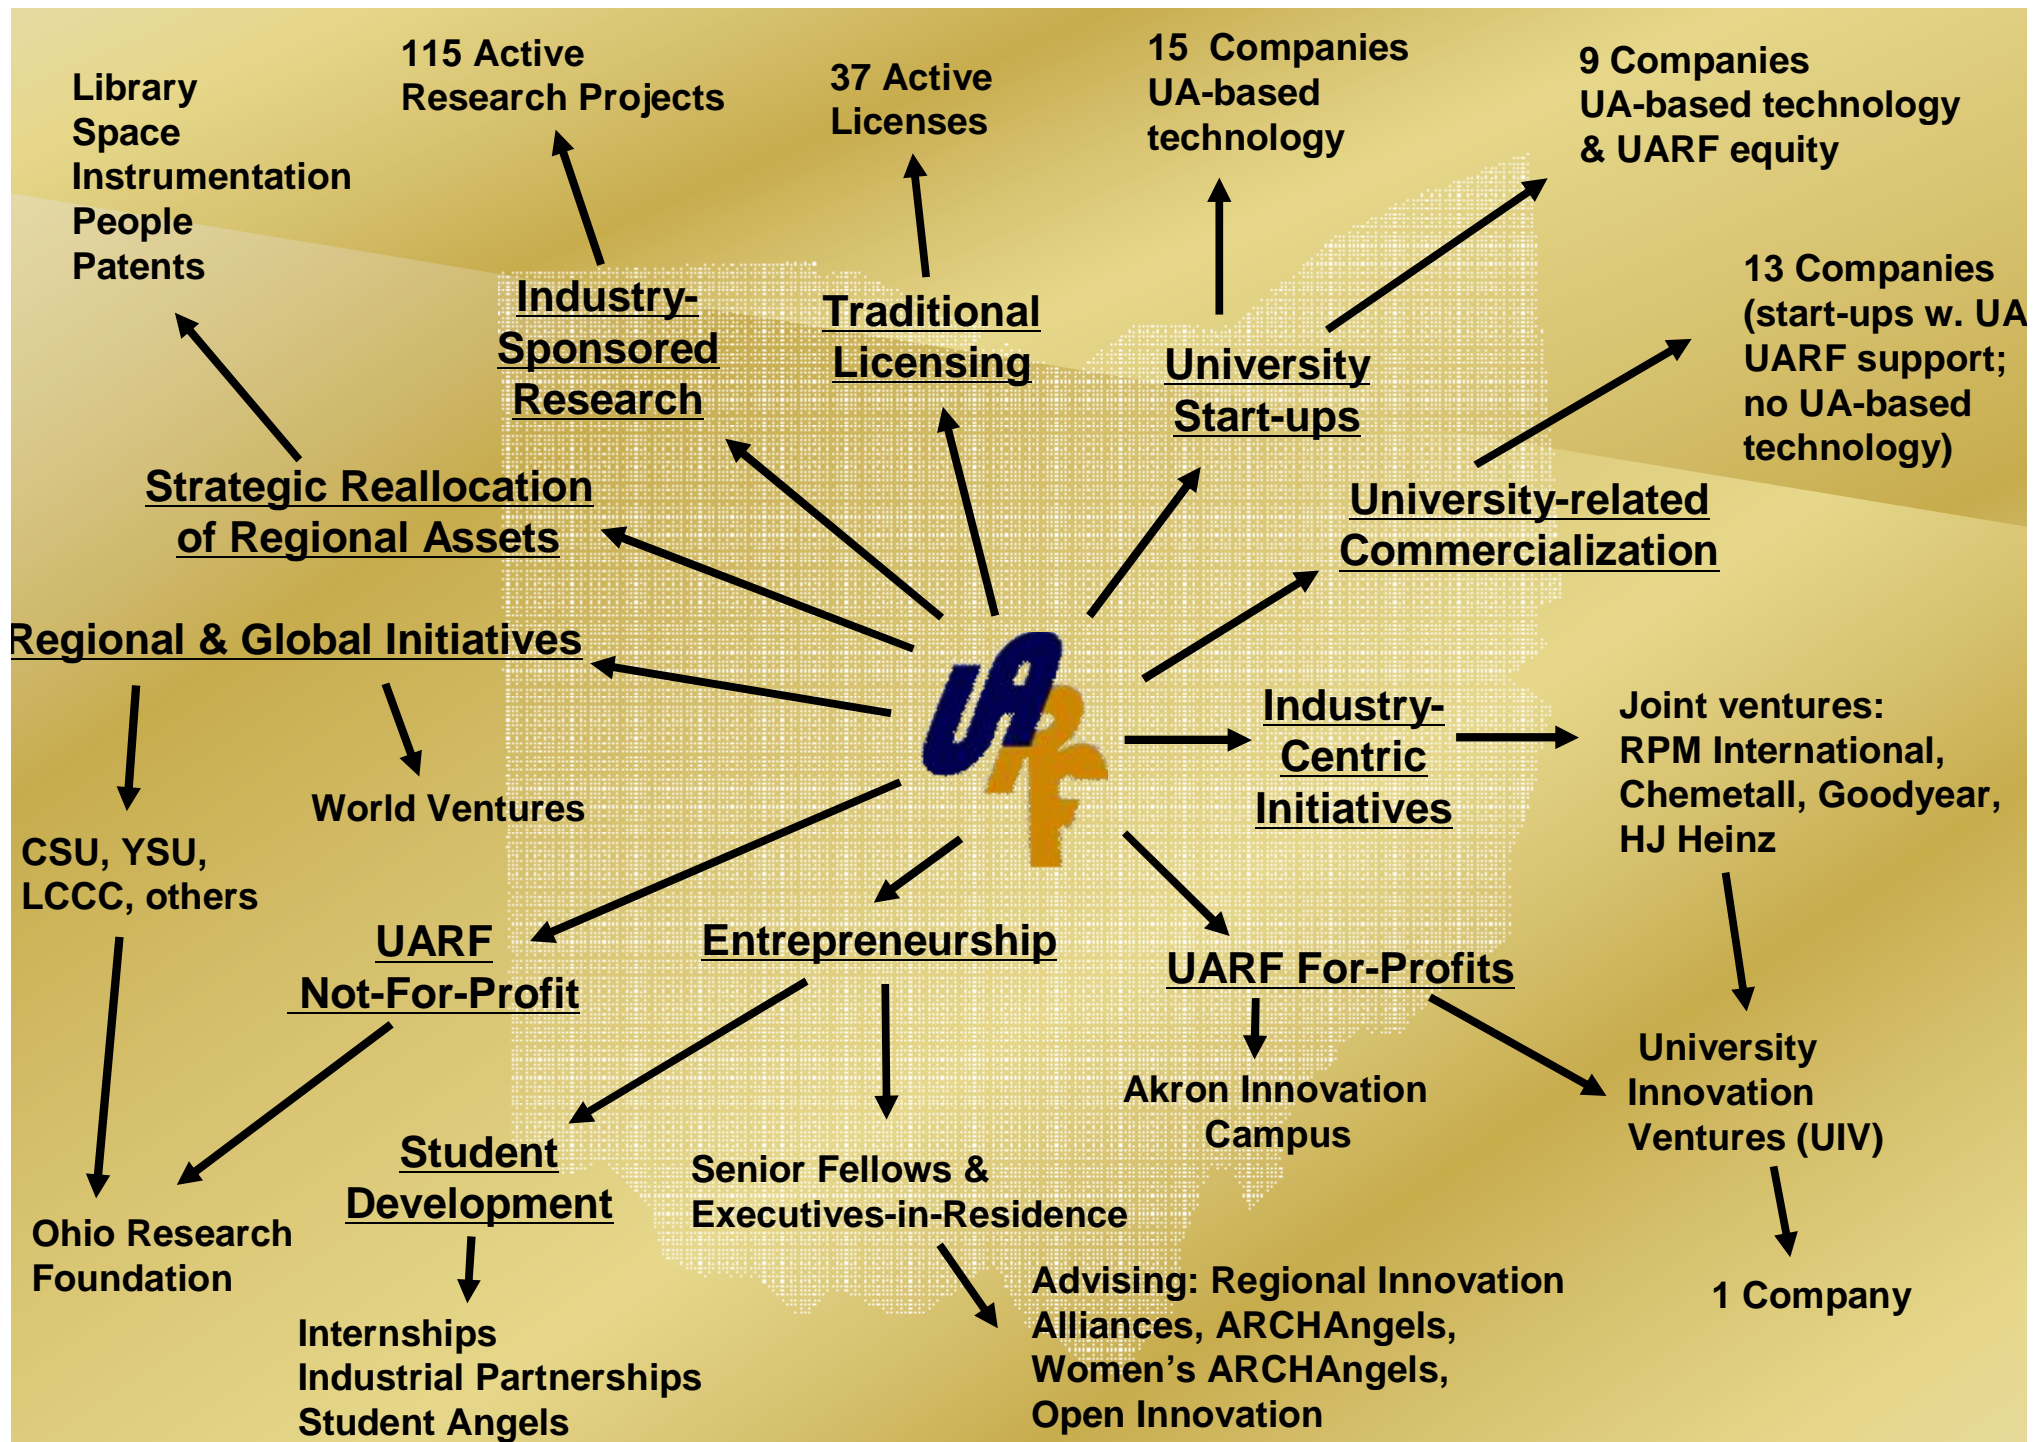 Library
Space
Instrumentation
People
Patents
115 Active
Research Projects
37 Active
Licenses
15 Companies
UA-based
technology
9 Companies
UA-based technology
& UARF equity
13 Companies
(start-ups w. UA
UARF support;
no UA-based
technology)
Industry-
Sponsored
Research
Traditional
Licensing
University
Start-ups
University-related
Commercialization
Strategic Reallocation
of Regional Assets
Regional & Global Initiatives
UARF
Industry-
Centric
Initiatives
Joint ventures:
RPM International,
Chemetall, Goodyear,
HJ Heinz
World Ventures
CSU, YSU,
LCCC, others
UARF
Not-For-Profit
Entrepreneurship
UARF For-Profits
Akron Innovation
Campus
University
Innovation
Ventures (UIV)
Student
Development
Senior Fellows &
Executives-in-Residence
Ohio Research
Foundation
Internships
Industrial Partnerships
Student Angels
Advising: Regional Innovation
Alliances, ARCHAngels,
Women's ARCHAngels,
Open Innovation
1 Company